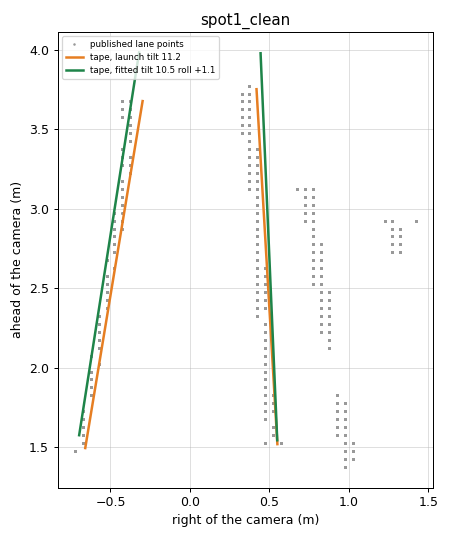 spot1_clean
published lane points
tape, launch tilt 11.2
tape, fitted tilt 10.5 roll +1.1
ahead of the camera (m)
4.0
3.5
3.0
2.5
2.0
1.5
−0.5
0.0
0.5
1.0
1.5
right of the camera (m)